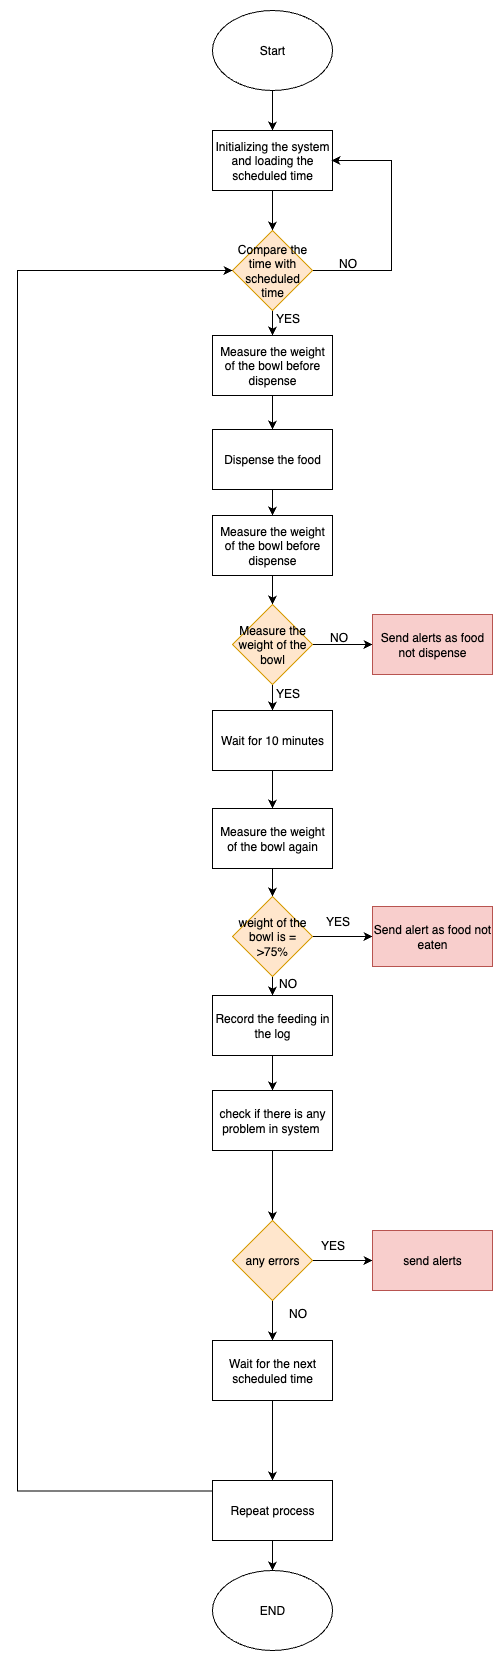 Start
Initializing the system
and loading the
scheduled time
Compare the
time with
scheduled
time
NO
YES
Measure the weight
of the bowl before
dispense
Dispense the food
Measure the weight
of the bowl before
dispense
Measure the
weight of the
bowl
NO
Send alerts as food
not dispense
YES
Wait for 10 minutes
Measure the weight
of the bowl again
weight of the
bowl is =
>75%
YES
Send alert as food not
eaten
NO
Record the feeding in
the log
check if there is any
problem in system
any errors
YES
send alerts
NO
Wait for the next
scheduled time
Repeat process
END